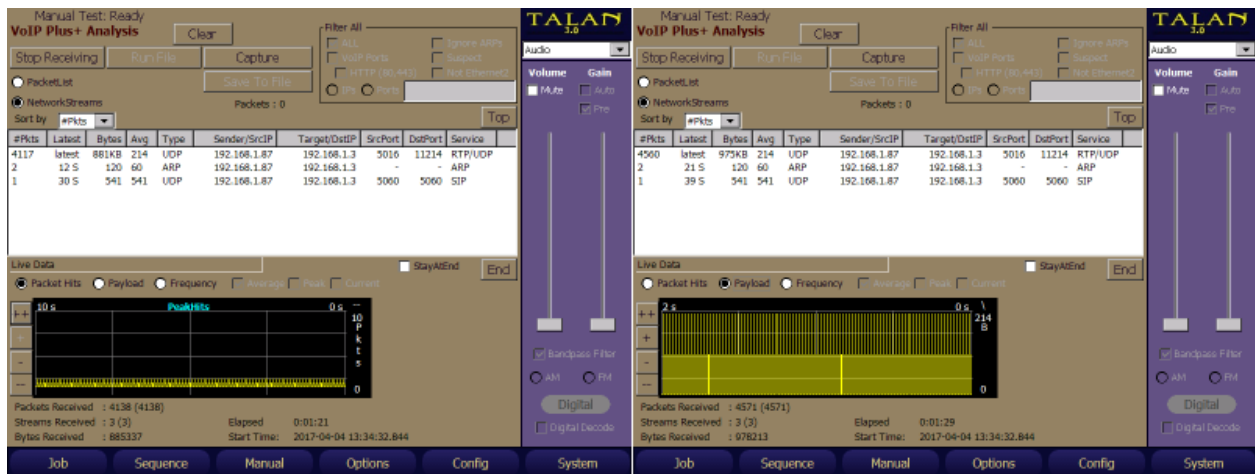 Manual Test: Ready
VoIP Plus+ Analysis
Clear
Stop Receiving Run File Capture
PacketList
Save To File
NetworkStreams
Packets : 0
Sort by #Pkts
Filter All
ALL Ignore ARPs
VoIP Ports Suspect
HTTP (80,443) Not Ethernet2
IPs Ports
Top
#Pkts Latest Bytes Avg Type Sender/SrcIP Target/DstIP SrcPort DstPort Service
4117 latest 881KB 214 UDP 192.168.1.87 192.168.1.3 5016 11214 RTP/UDP
2 12 S 120 60 ARP 192.168.1.87 192.168.1.3 - - ARP
1 30 S 541 541 UDP 192.168.1.87 192.168.1.3 5060 5060 SIP
Live Data
StayAtEnd End
Packet Hits Payload Frequency Average Peak Current
++
+
-
--
10 s PeakHits 0 s
10
Pkts
0
Packets Received : 4138 (4138)
Streams Received : 3 (3) Elapsed 0:01:21
Bytes Received : 885337 Start Time: 2017-04-04 13:34:32.844
TALAN
3.0
Audio
Volume Gain
Mute Auto
Pre
Bandpass Filter
AM FM
Digital
Digital Decode
Job Sequence Manual Options Config System
Manual Test: Ready
VoIP Plus+ Analysis
Clear
Stop Receiving Run File Capture
PacketList
Save To File
NetworkStreams
Packets : 0
Sort by #Pkts
Filter All
ALL Ignore ARPs
VoIP Ports Suspect
HTTP (80,443) Not Ethernet2
IPs Ports
Top
#Pkts Latest Bytes Avg Type Sender/SrcIP Target/DstIP SrcPort DstPort Service
4560 latest 975KB 214 UDP 192.168.1.87 192.168.1.3 5016 11214 RTP/UDP
2 21 S 120 60 ARP 192.168.1.87 192.168.1.3 - - ARP
1 39 S 541 541 UDP 192.168.1.87 192.168.1.3 5060 5060 SIP
Live Data
StayAtEnd End
Packet Hits Payload Frequency Average Peak Current
++
+
-
--
2 s 0 s \
214
B
0
Packets Received : 4571 (4571)
Streams Received : 3 (3) Elapsed 0:01:29
Bytes Received : 978213 Start Time: 2017-04-04 13:34:32.844
TALAN
3.0
Audio
Volume Gain
Mute Auto
Pre
Bandpass Filter
AM FM
Digital
Digital Decode
Job Sequence Manual Options Config System